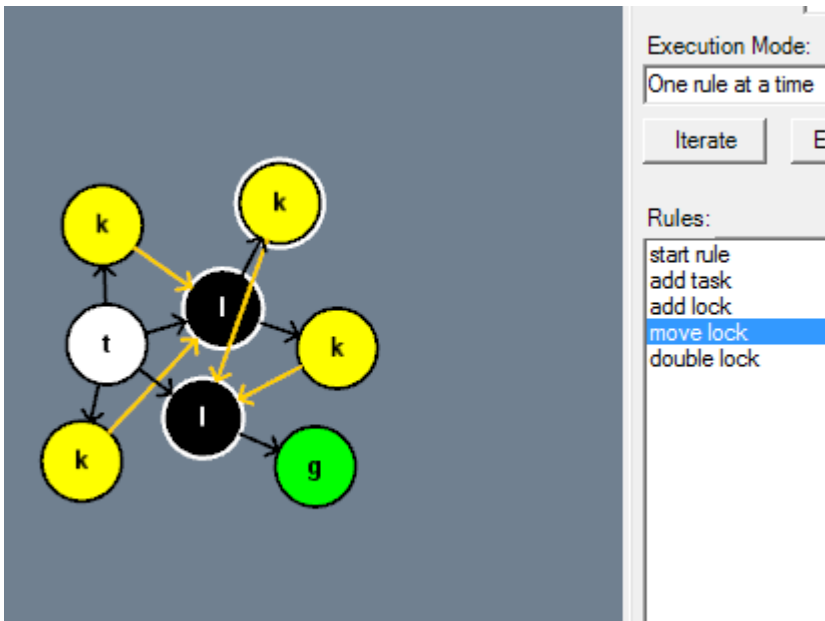 Execution Mode:
One rule at a time
Iterate
E
Rules:
start rule
add task
add lock
move lock
double lock
k
k
l
t
k
l
k
g